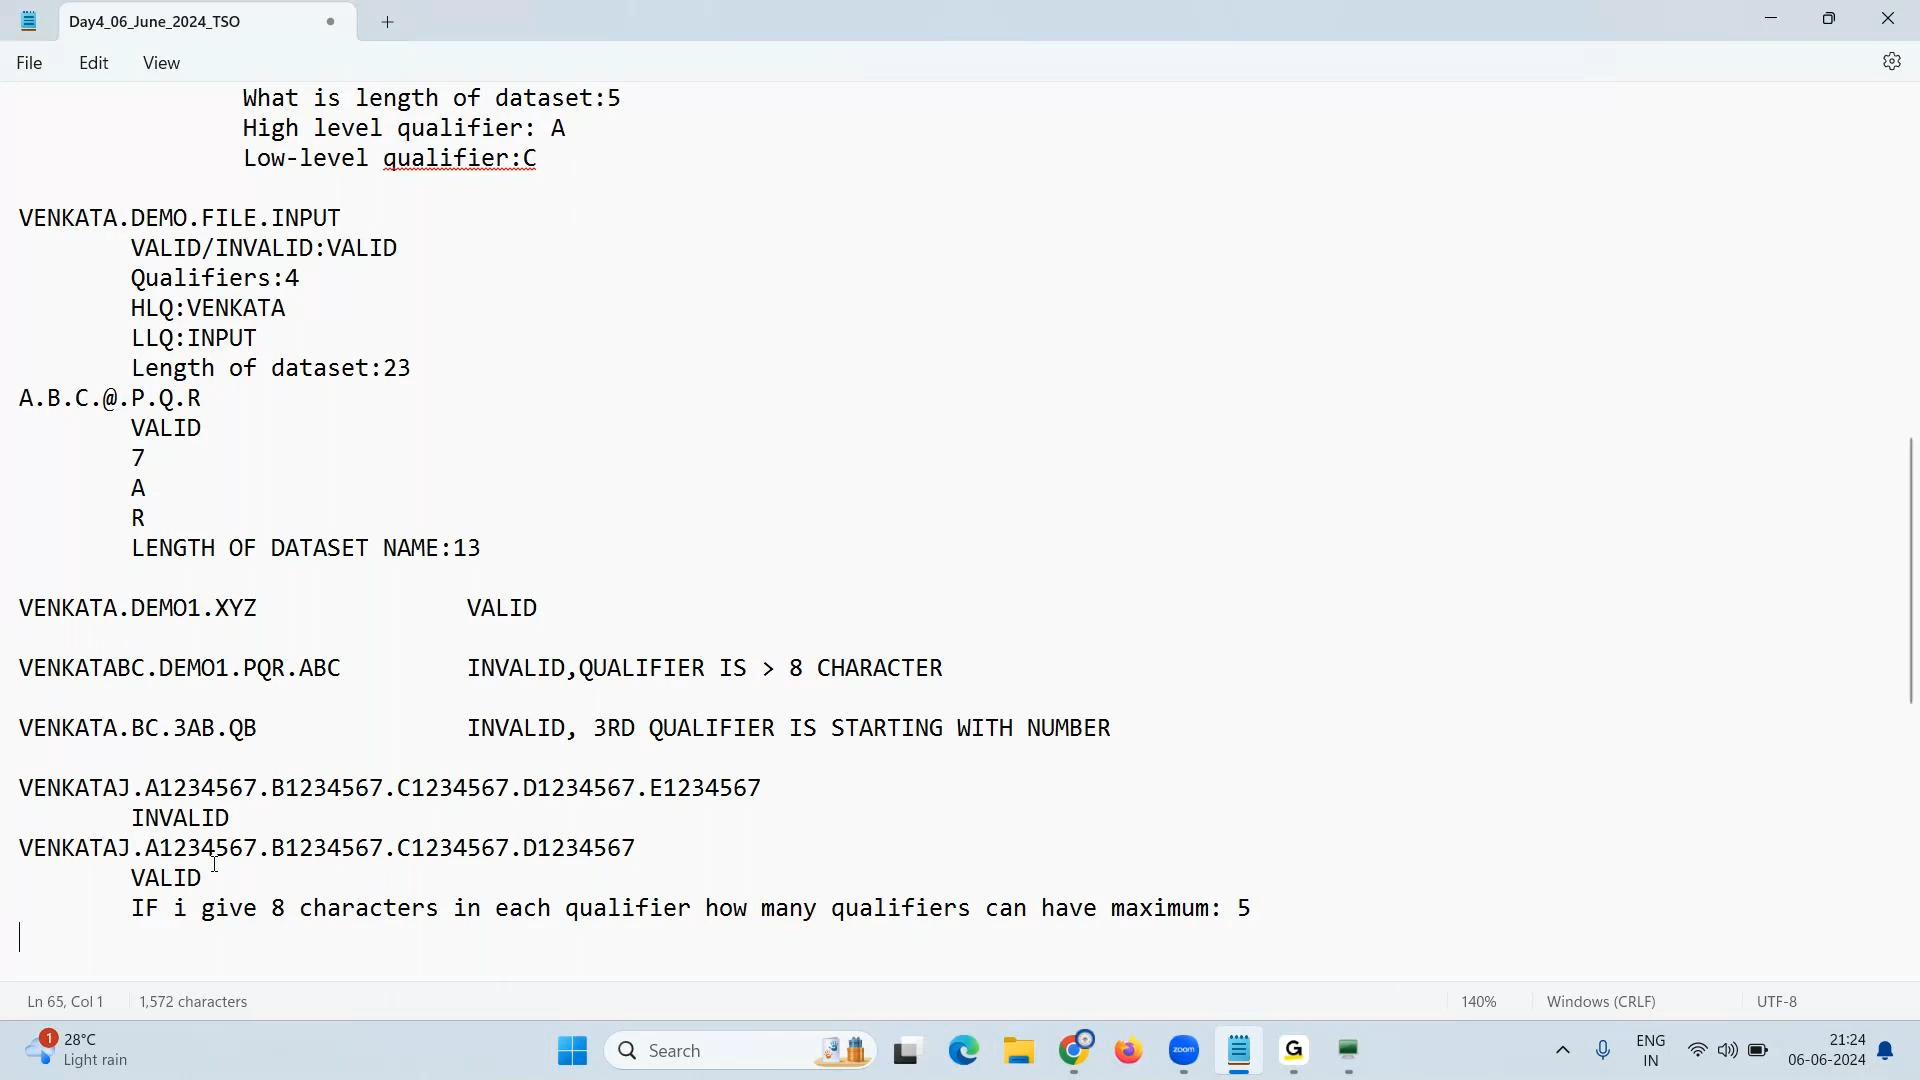 Day4_06_June_2024_TSO
File Edit View
What is length of dataset:5
High level qualifier: A
Low-level qualifier:C
VENKATA.DEMO.FILE.INPUT
VALID/INVALID:VALID
Qualifiers:4
HLQ:VENKATA
LLQ:INPUT
Length of dataset:23
A.B.C.@.P.Q.R
VALID
7
A
R
LENGTH OF DATASET NAME:13
VENKATA.DEMO1.XYZ VALID
VENKATABC.DEMO1.PQR.ABC INVALID,QUALIFIER IS > 8 CHARACTER
VENKATA.BC.3AB.QB INVALID, 3RD QUALIFIER IS STARTING WITH NUMBER
VENKATAJ.A1234567.B1234567.C1234567.D1234567.E1234567
INVALID
VENKATAJ.A1234567.B1234567.C1234567.D1234567
VALID
IF i give 8 characters in each qualifier how many qualifiers can have maximum: 5
Ln 65, Col 1 1,572 characters 140% Windows (CRLF) UTF-8
1 28°C Search zoom G ENG 21:24
Light rain IN 06-06-2024